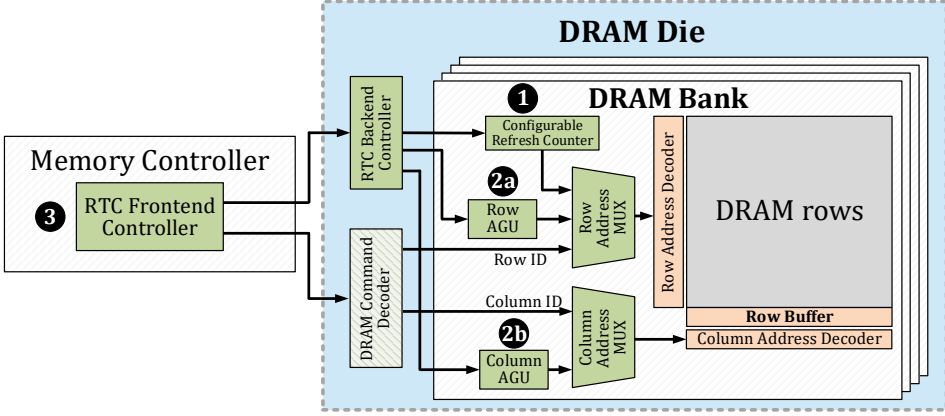 DRAM Die
DRAM Bank
1
Configurable
Refresh Counter
RTC Backend
Controller
Memory Controller
3
RTC Frontend
Controller
2a
Row
AGU
Row
Address
MUX
Row Address Decoder
DRAM rows
Row ID
DRAM Command
Decoder
Column ID
2b
Column
AGU
Column
Address
MUX
Row Buffer
Column Address Decoder